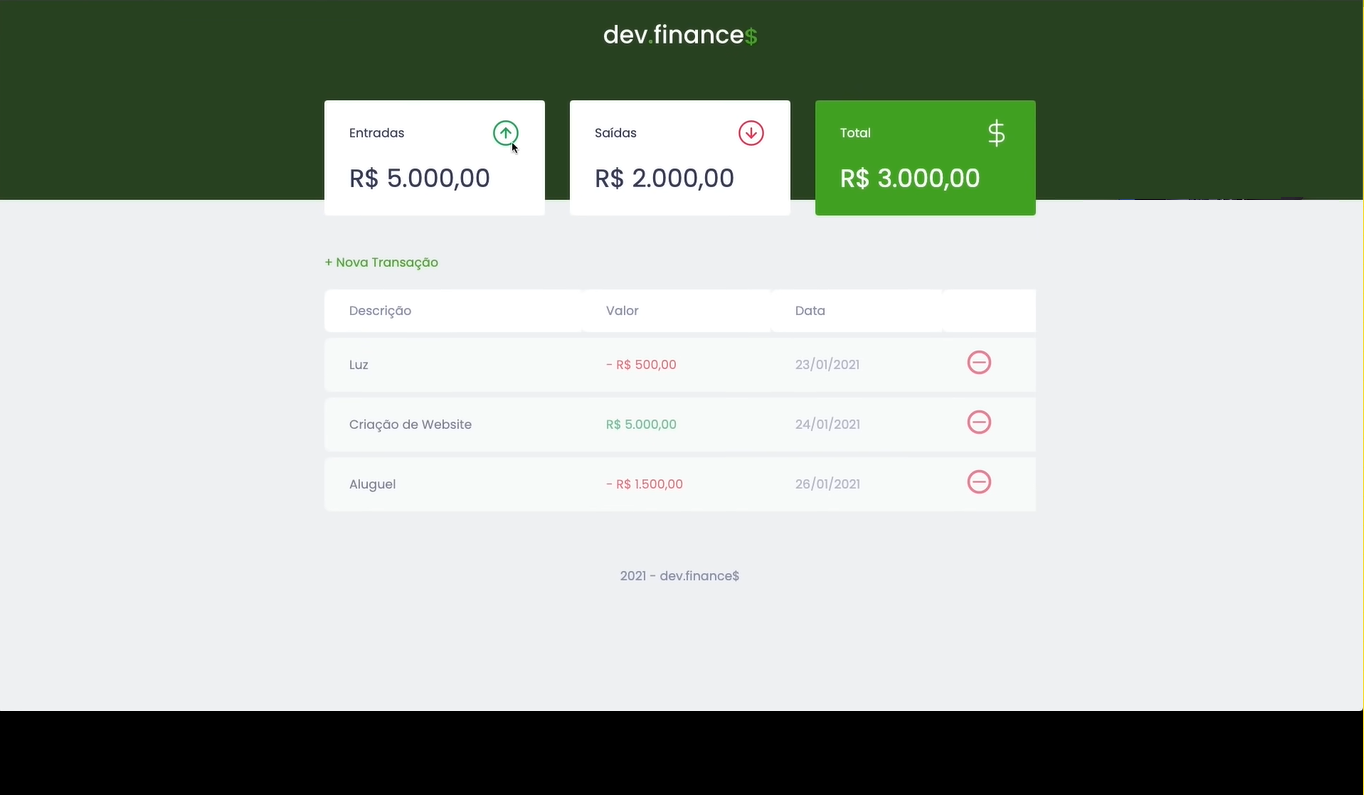 dev.finance$
Entradas
R$ 5.000,00
Saídas
R$ 2.000,00
Total
$
R$ 3.000,00
+ Nova Transação
Descrição Valor Data
Luz - R$ 500,00 23/01/2021
Criação de Website R$ 5.000,00 24/01/2021
Aluguel - R$ 1.500,00 26/01/2021
2021 - dev.finance$